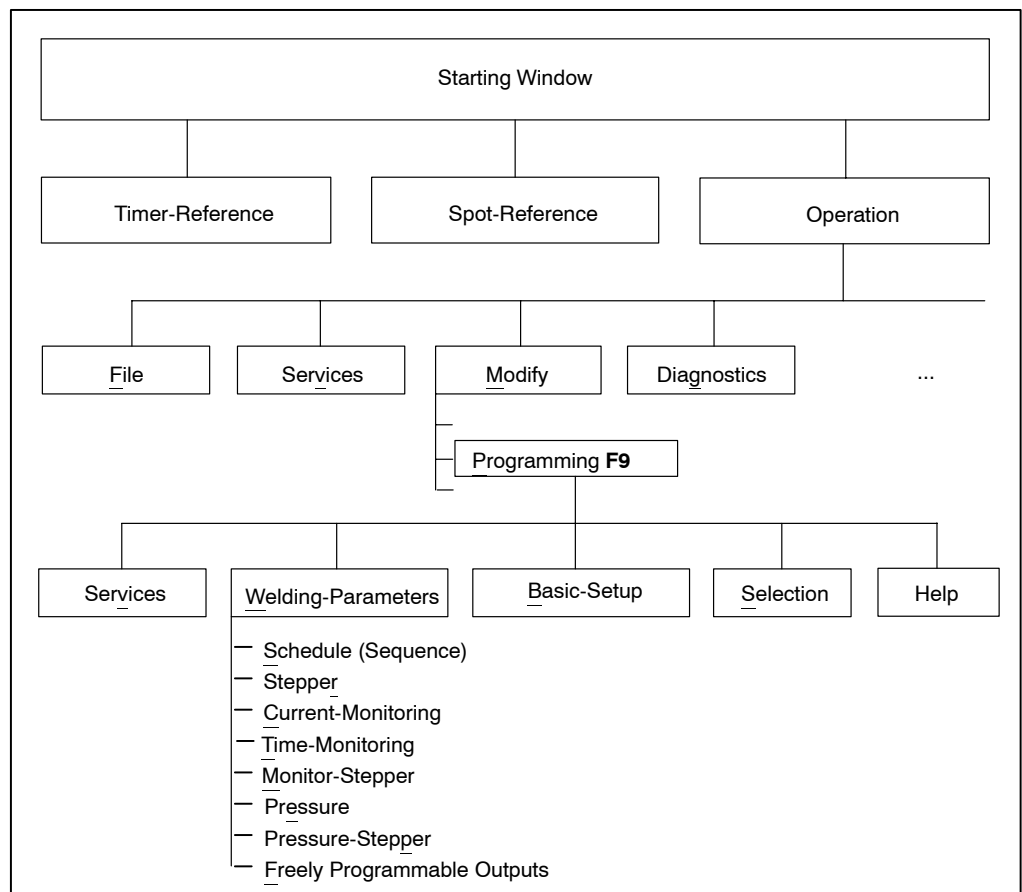 Starting Window
Timer-Reference
Spot-Reference
Operation
File
Services
Modify
Diagnostics
...
Programming F9
Services
Welding-Parameters
Basic-Setup
Selection
Help
Schedule (Sequence)
Stepper
Current-Monitoring
Time-Monitoring
Monitor-Stepper
Pressure
Pressure-Stepper
Freely Programmable Outputs